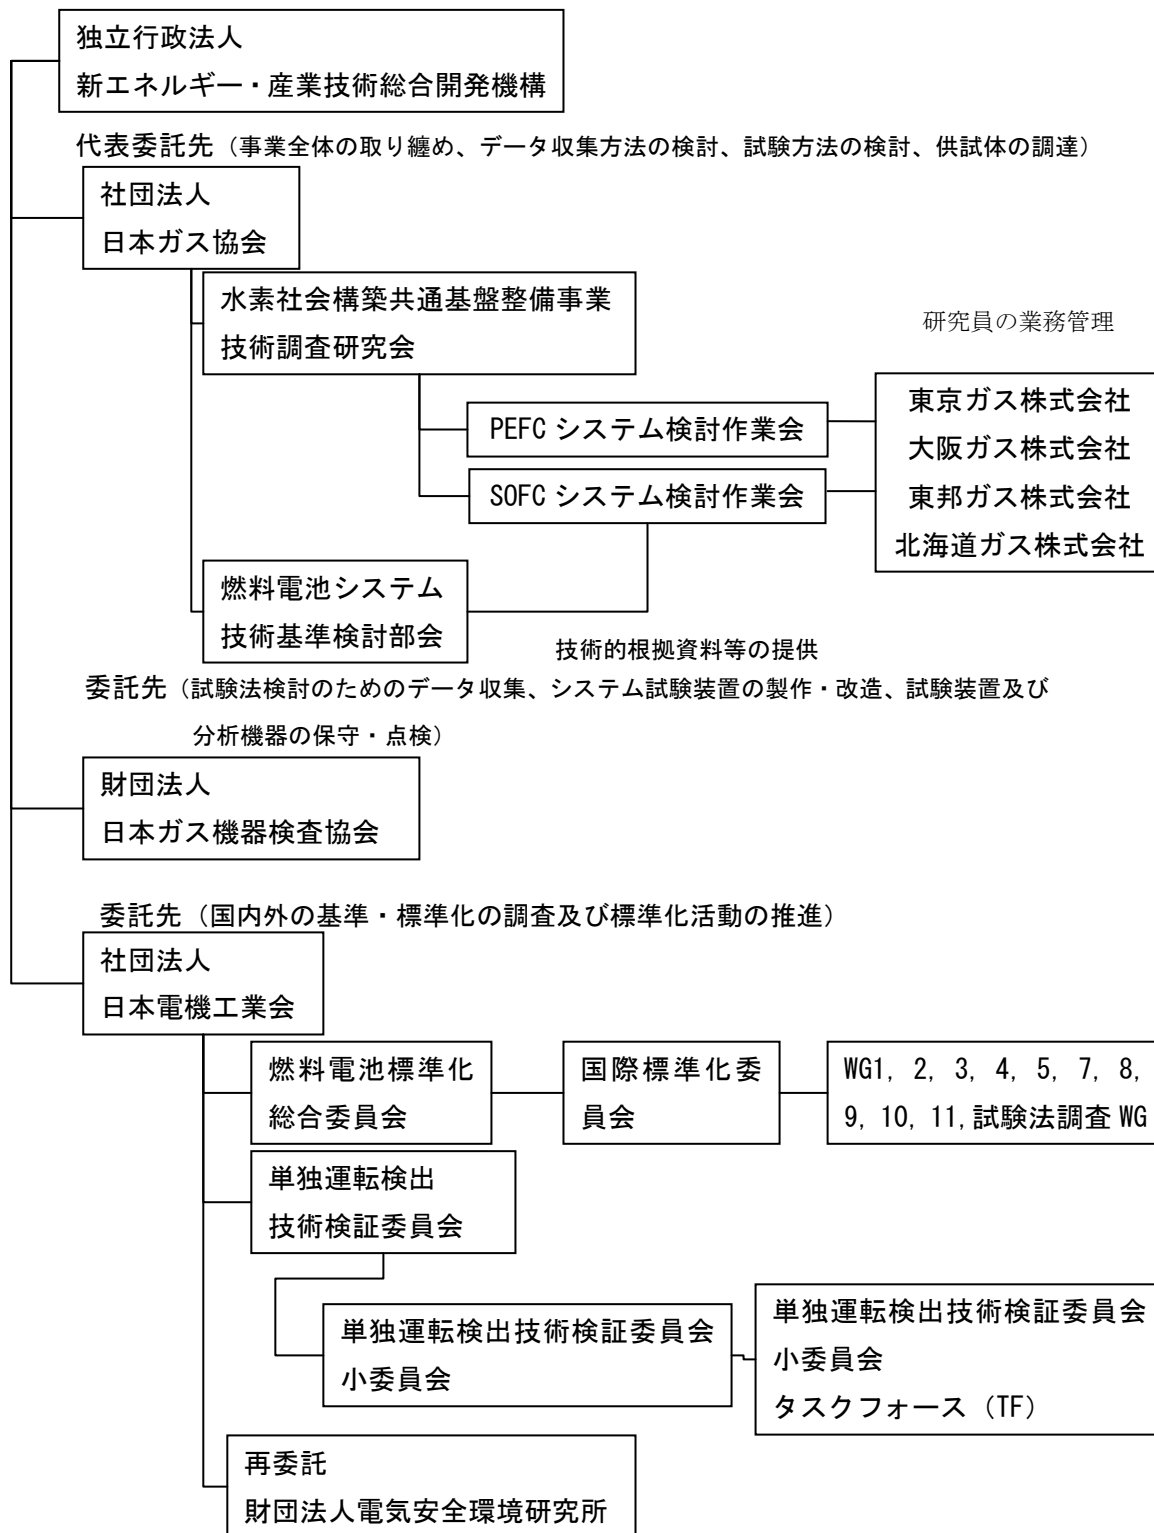 独立行政法人
新エネルギー・産業技術総合開発機構
代表委託先（事業全体の取り纏め、データ収集方法の検討、試験方法の検討、供試体の調達）
社団法人
日本ガス協会
水素社会構築共通基盤整備事業
技術調査研究会
研究員の業務管理
PEFC システム検討作業会
SOFC システム検討作業会
東京ガス株式会社
大阪ガス株式会社
東邦ガス株式会社
北海道ガス株式会社
燃料電池システム
技術基準検討部会
技術的根拠資料等の提供
委託先（試験法検討のためのデータ収集、システム試験装置の製作・改造、試験装置及び
分析機器の保守・点検）
財団法人
日本ガス機器検査協会
委託先（国内外の基準・標準化の調査及び標準化活動の推進）
社団法人
日本電機工業会
燃料電池標準化
総合委員会
国際標準化委
員会
WG1, 2, 3, 4, 5, 7, 8,
9, 10, 11, 試験法調査 WG
単独運転検出
技術検証委員会
単独運転検出技術検証委員会
小委員会
単独運転検出技術検証委員会
小委員会
タスクフォース（TF）
再委託
財団法人電気安全環境研究所